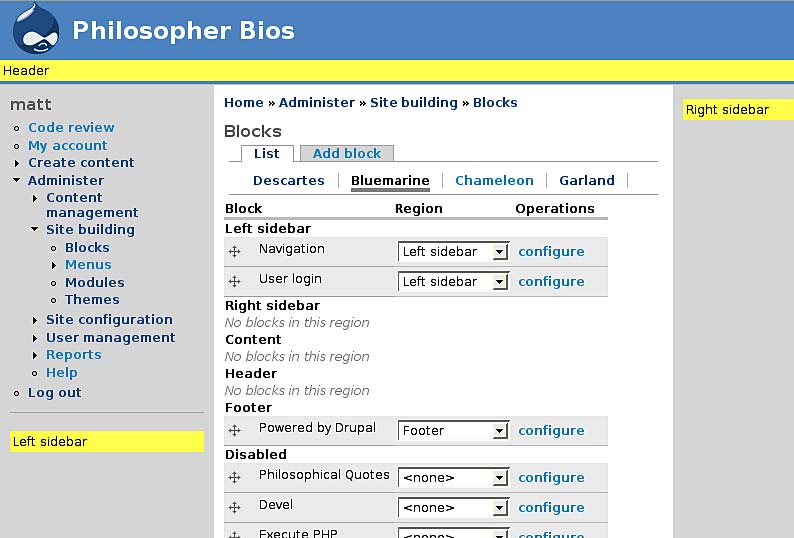 Philosopher Bios
Header
matt
Code review
My account
Create content
Administer
Content
management
Site building
Blocks
Menus
Modules
Themes
Site configuration
User management
Reports
Help
Log out
Left sidebar
Home » Administer » Site building » Blocks
Blocks
List Add block
Descartes Bluemarine Chameleon Garland
Block Region Operations
Left sidebar
Navigation Left sidebar configure
User login Left sidebar configure
Right sidebar
No blocks in this region
Content
No blocks in this region
Header
No blocks in this region
Footer
Powered by Drupal Footer configure
Disabled
Philosophical Quotes <none> configure
Devel <none> configure
Execute PHP <none> configure
Right sidebar